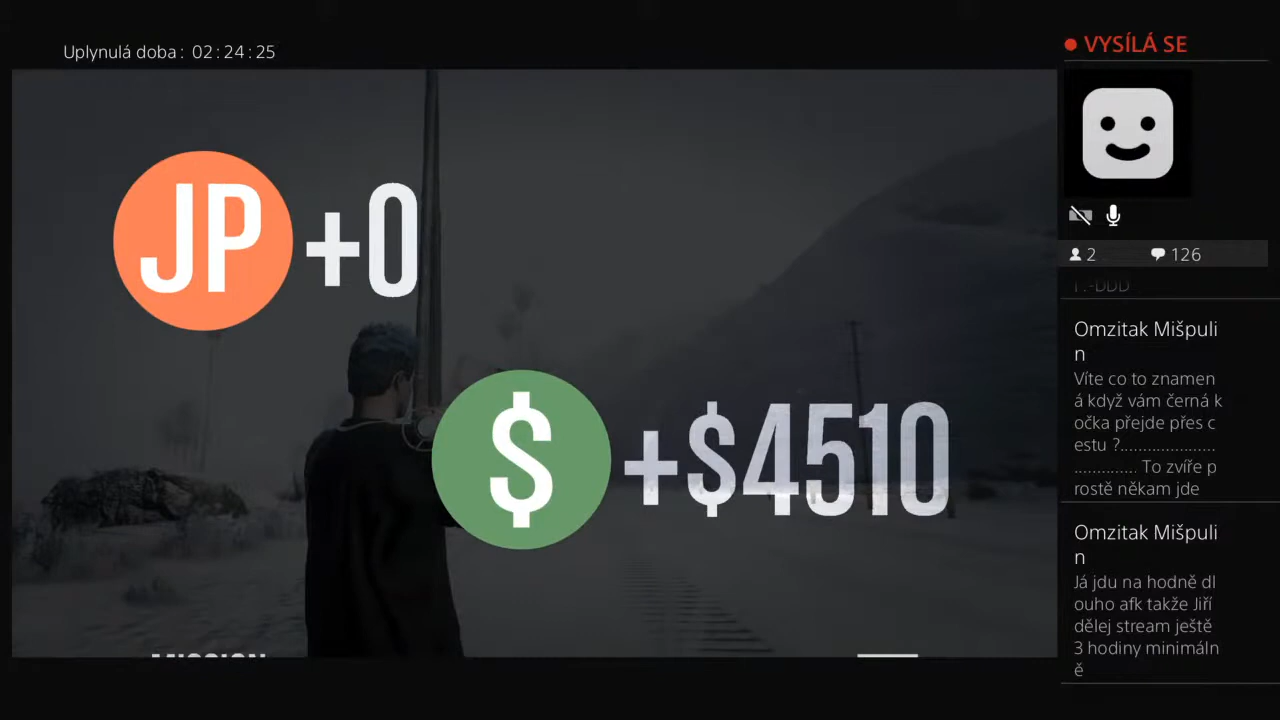 Uplynulá doba: 02:24:25
VYSÍLÁ SE
JP +0
$ +$4510
2 126
Omzitak Mišpuli
n
Víte co to znamen
á když vám černá k
očka přejde přes c
estu ?......................
.............. To zvíře p
rostě někam jde
Omzitak Mišpuli
n
Já jdu na hodně dl
ouho afk takže Jiří
dělej stream ještě
3 hodiny minimáln
ě